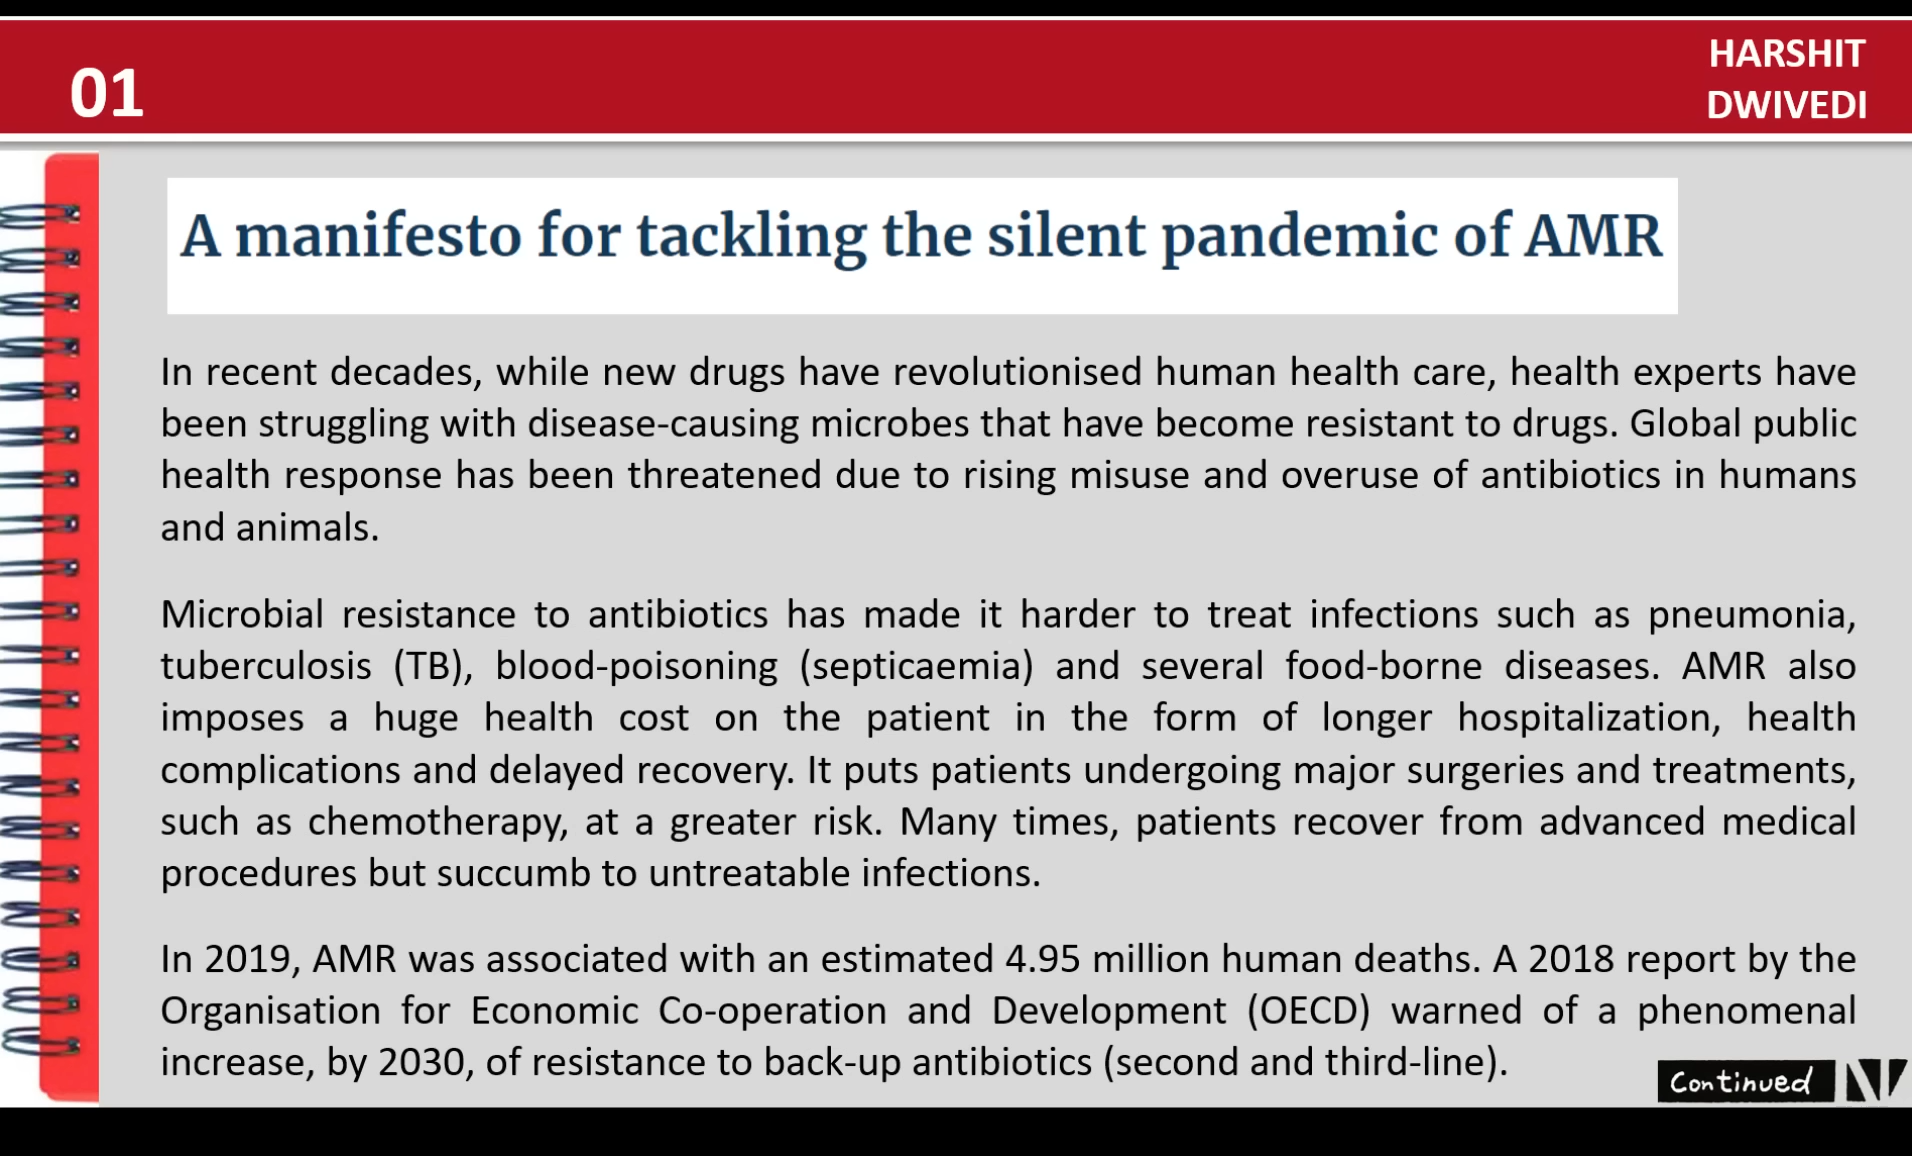 01
HARSHIT
DWIVEDI
A manifesto for tackling the silent pandemic of AMR
In recent decades, while new drugs have revolutionised human health care, health experts have
been struggling with disease-causing microbes that have become resistant to drugs. Global public
health response has been threatened due to rising misuse and overuse of antibiotics in humans
and animals.
Microbial resistance to antibiotics has made it harder to treat infections such as pneumonia,
tuberculosis (TB), blood-poisoning (septicaemia) and several food-borne diseases. AMR also
imposes a huge health cost on the patient in the form of longer hospitalization, health
complications and delayed recovery. It puts patients undergoing major surgeries and treatments,
such as chemotherapy, at a greater risk. Many times, patients recover from advanced medical
procedures but succumb to untreatable infections.
In 2019, AMR was associated with an estimated 4.95 million human deaths. A 2018 report by the
Organisation for Economic Co-operation and Development (OECD) warned of a phenomenal
increase, by 2030, of resistance to back-up antibiotics (second and third-line).
Continued